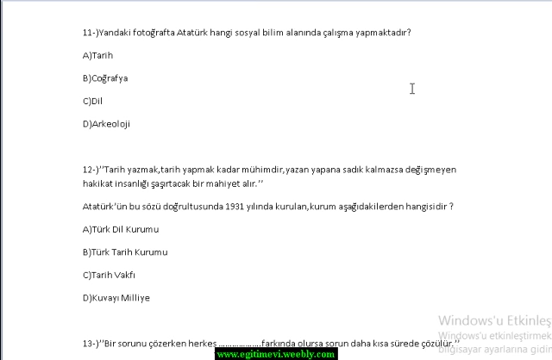 11-)Yandaki fotoğrafta Atatürk hangi sosyal bilim alanında çalışma yapmaktadır?
A)Tarih
B)Coğrafya
C)Dil
D)Arkeoloji
12-)’’Tarih yazmak,tarih yapmak kadar mühimdir,yazan yapana sadık kalmazsa değişmeyen
hakikat insanlığı şaşırtacak bir mahiyet alır.’’
Atatürk’ün bu sözü doğrultusunda 1931 yılında kurulan,kurum aşağıdakilerden hangisidir ?
A)Türk Dil Kurumu
B)Türk Tarih Kurumu
C)Tarih Vakfı
D)Kuvayı Milliye
Windows'u Etkinleş
Windows'u etkinleştirmek
bilgisayar ayarlarına gidin
13-)’’Bir sorunu çözerken herkes ....................farkında olursa sorun daha kısa sürede çözülür.’’
www.egitimevi.weebly.com